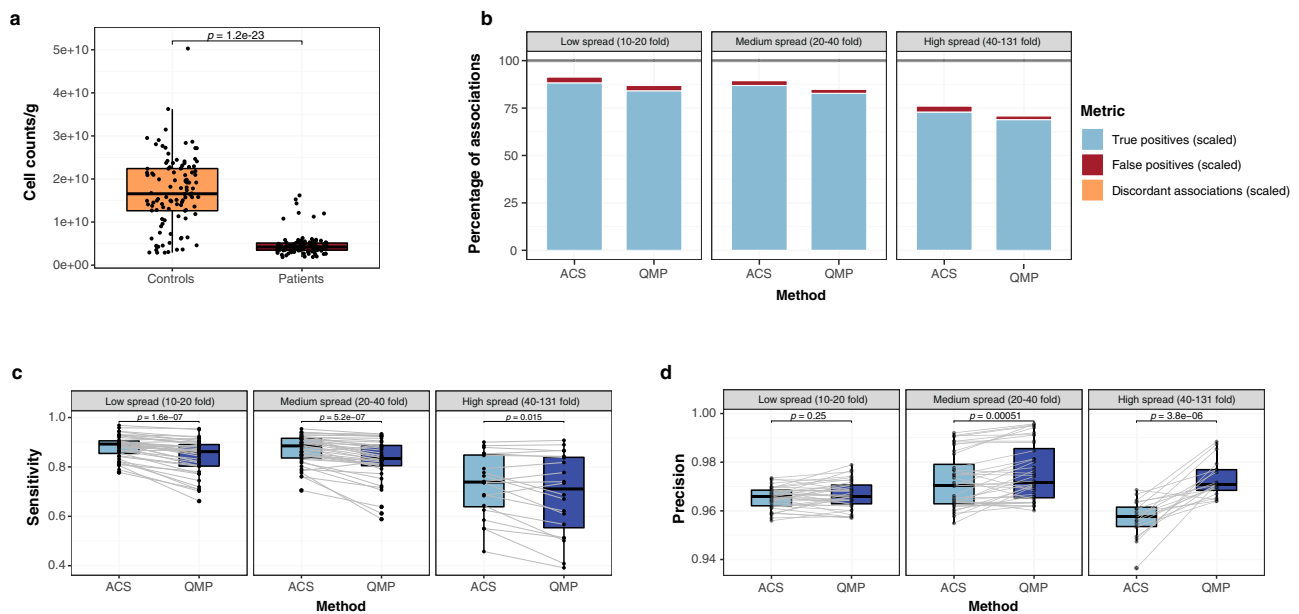 a
p = 1.2e-23
Cell counts/g
5e+10
4e+10
3e+10
2e+10
1e+10
0e+00
Controls
Patients
b
Low spread (10-20 fold)
Medium spread (20-40 fold)
High spread (40-131 fold)
Percentage of associations
100
75
50
25
0
ACS
QMP
ACS
QMP
ACS
QMP
Method
Metric
True positives (scaled)
False positives (scaled)
Discordant associations (scaled)
c
Low spread (10-20 fold)
Medium spread (20-40 fold)
High spread (40-131 fold)
p = 1.6e-07
p = 5.2e-07
p = 0.015
Sensitivity
1.0
0.8
0.6
0.4
ACS
QMP
ACS
QMP
ACS
QMP
Method
d
Low spread (10-20 fold)
Medium spread (20-40 fold)
High spread (40-131 fold)
p = 0.25
p = 0.00051
p = 3.8e-06
Precision
1.00
0.98
0.96
0.94
ACS
QMP
ACS
QMP
ACS
QMP
Method